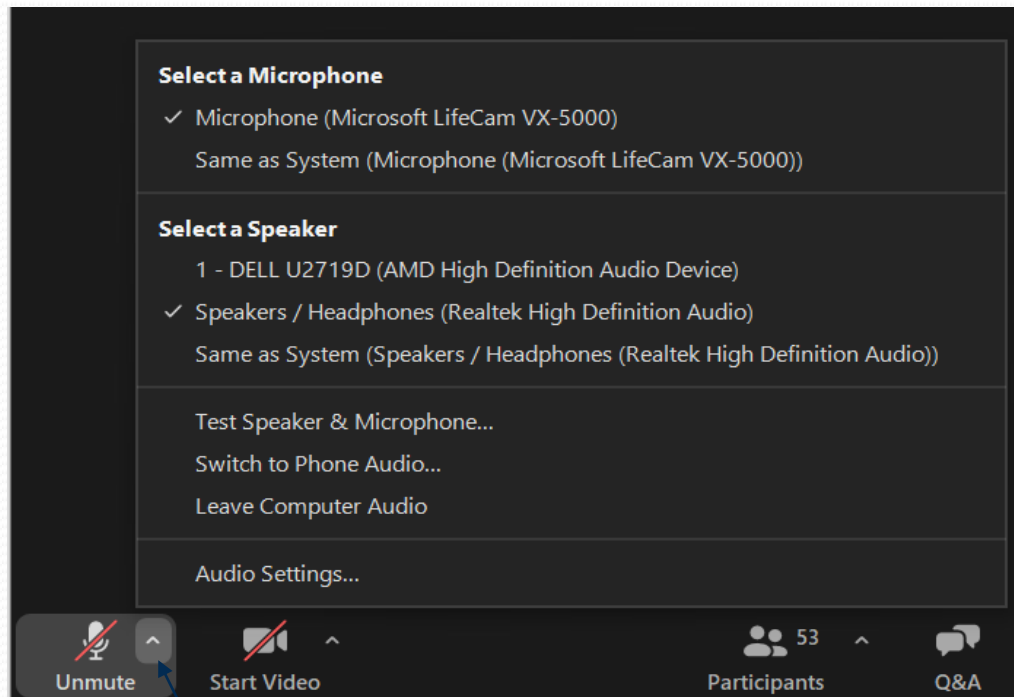 Select a Microphone
Microphone (Microsoft LifeCam VX-5000)
Same as System (Microphone (Microsoft LifeCam VX-5000))
Select a Speaker
1 - DELL U2719D (AMD High Definition Audio Device)
Speakers / Headphones (Realtek High Definition Audio)
Same as System (Speakers / Headphones (Realtek High Definition Audio))
Test Speaker & Microphone...
Switch to Phone Audio...
Leave Computer Audio
Audio Settings...
53
Unmute Start Video Participants Q&A